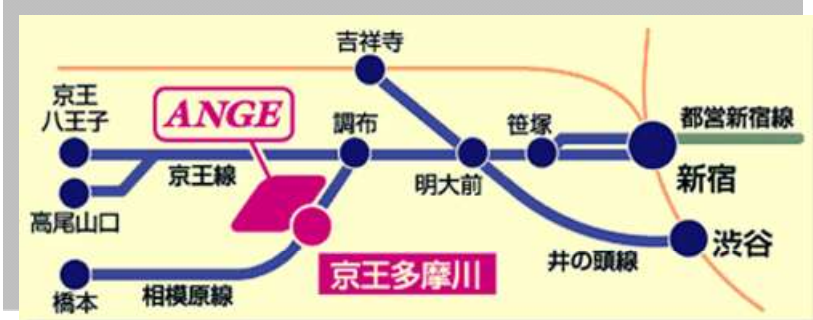 吉祥寺
京王
八王子
ANGE
調布
笹塚
都営新宿線
京王線
明大前
新宿
高尾山口
京王多摩川
井の頭線
渋谷
橋本
相模原線